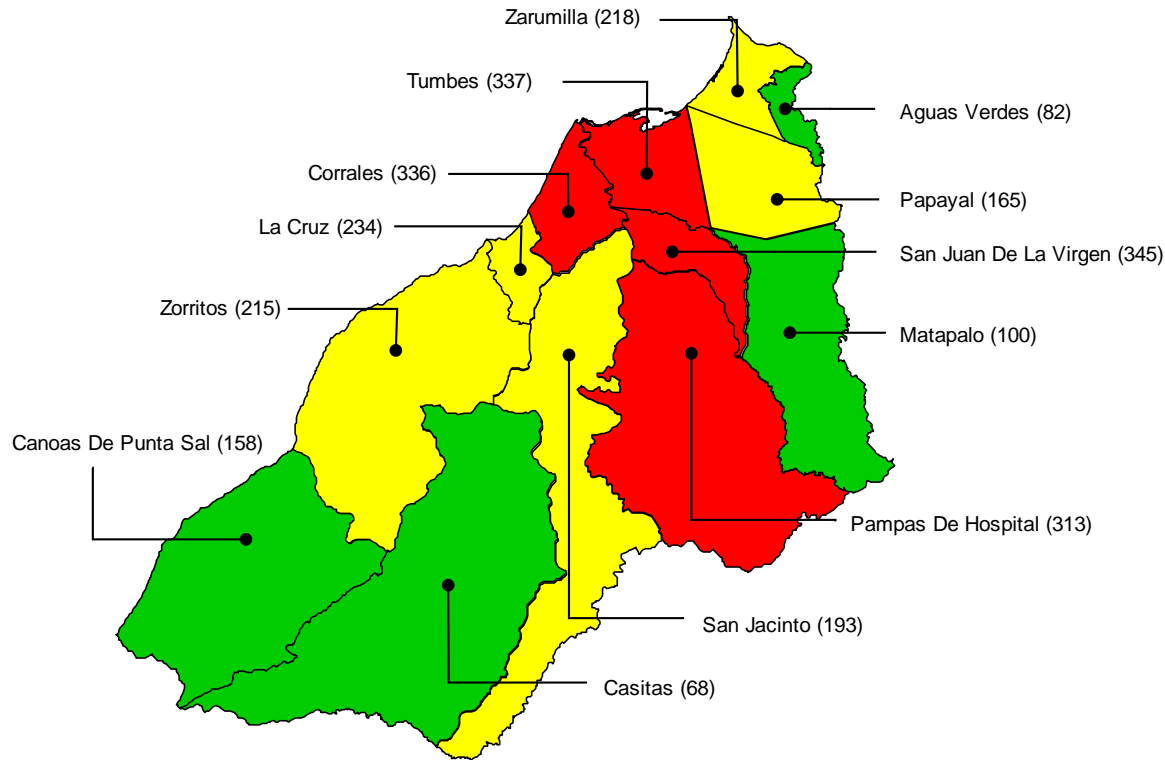 Zarumilla (218)
Tumbes (337)
Aguas Verdes (82)
Corrales (336)
Papayal (165)
La Cruz (234)
San Juan De La Virgen (345)
Zorritos (215)
Matapalo (100)
Canoas De Punta Sal (158)
Pampas De Hospital (313)
San Jacinto (193)
Casitas (68)